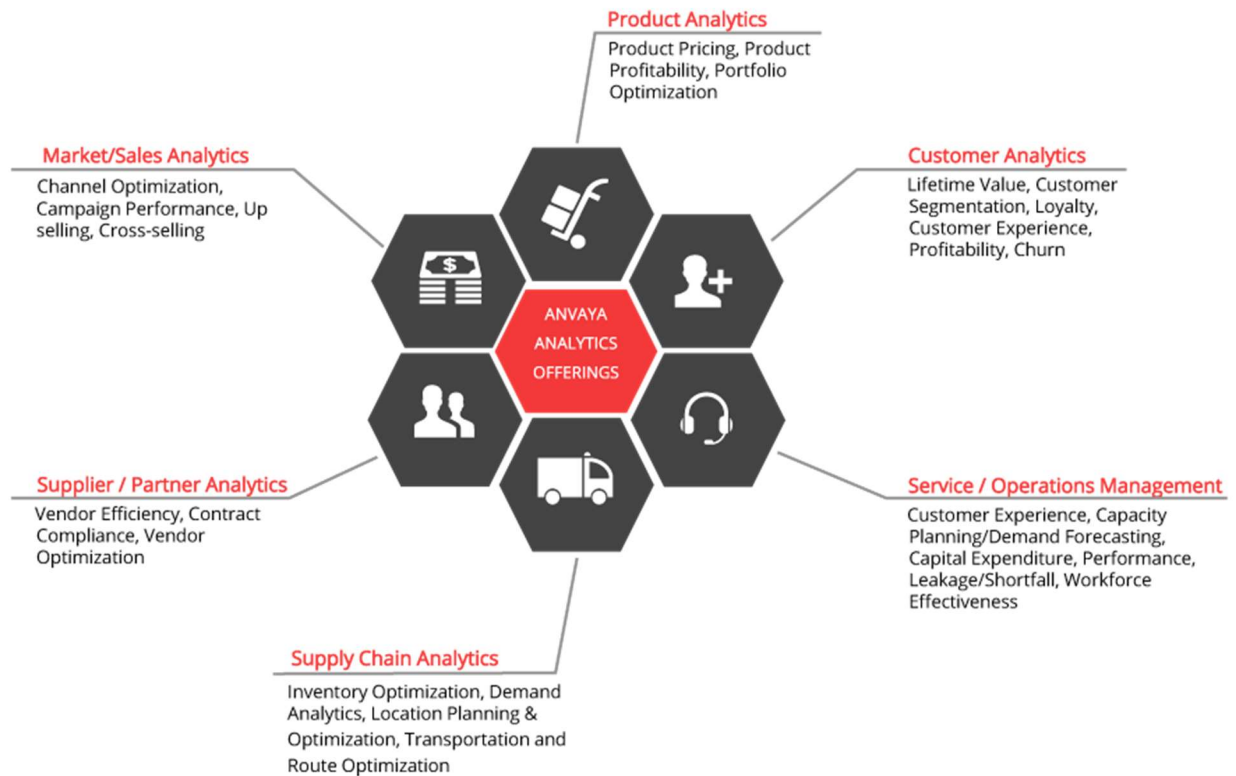 Product Analytics
Product Pricing, Product
Profitability, Portfolio
Optimization
Market/Sales Analytics
Channel Optimization,
Campaign Performance, Up
selling, Cross-selling
Customer Analytics
Lifetime Value, Customer
Segmentation, Loyalty,
Customer Experience,
Profitability, Churn
$
ANVAYA
ANALYTICS
OFFERINGS
Supplier / Partner Analytics
Vendor Efficiency, Contract
Compliance, Vendor
Optimization
Service / Operations Management
Customer Experience, Capacity
Planning/Demand Forecasting,
Capital Expenditure, Performance,
Leakage/Shortfall, Workforce
Effectiveness
Supply Chain Analytics
Inventory Optimization, Demand
Analytics, Location Planning &
Optimization, Transportation and
Route Optimization